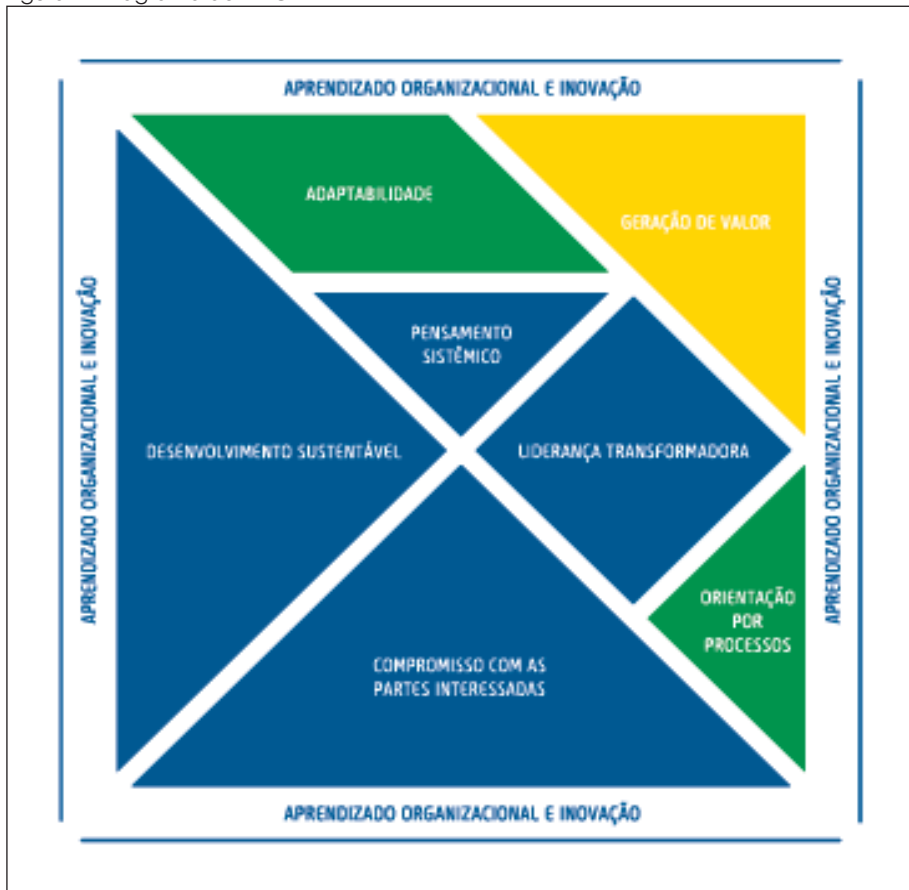 APRENDIZADO ORGANIZACIONAL E INOVAÇÃO
ADAPTABILIDADE
GERAÇÃO DE VALOR
PENSAMENTO
SISTÊMICO
APRENDIZADO ORGANIZACIONAL E INOVAÇÃO
DESENVOLVIMENTO SUSTENTÁVEL
LIDERANÇA TRANSFORMADORA
APRENDIZADO ORGANIZACIONAL E INOVAÇÃO
ORIENTAÇÃO
POR
PROCESSOS
COMPROMISSO COM AS
PARTES INTERESSADAS
APRENDIZADO ORGANIZACIONAL E INOVAÇÃO